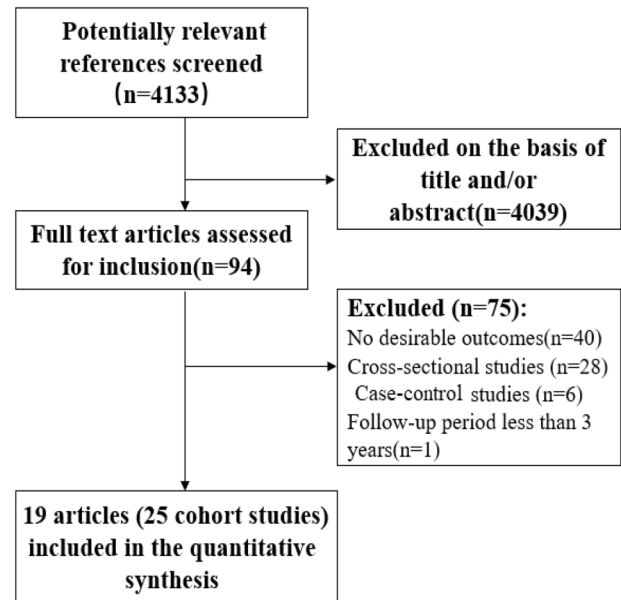 Potentially relevant
references screened
(n=4133)
Excluded on the basis of
title and/or
abstract(n=4039)
Full text articles assessed
for inclusion(n=94)
Excluded (n=75):
No desirable outcomes(n=40)
Cross-sectional studies (n=28)
Case-control studies (n=6)
Follow-up period less than 3
years(n=1)
19 articles (25 cohort studies)
included in the quantitative
synthesis